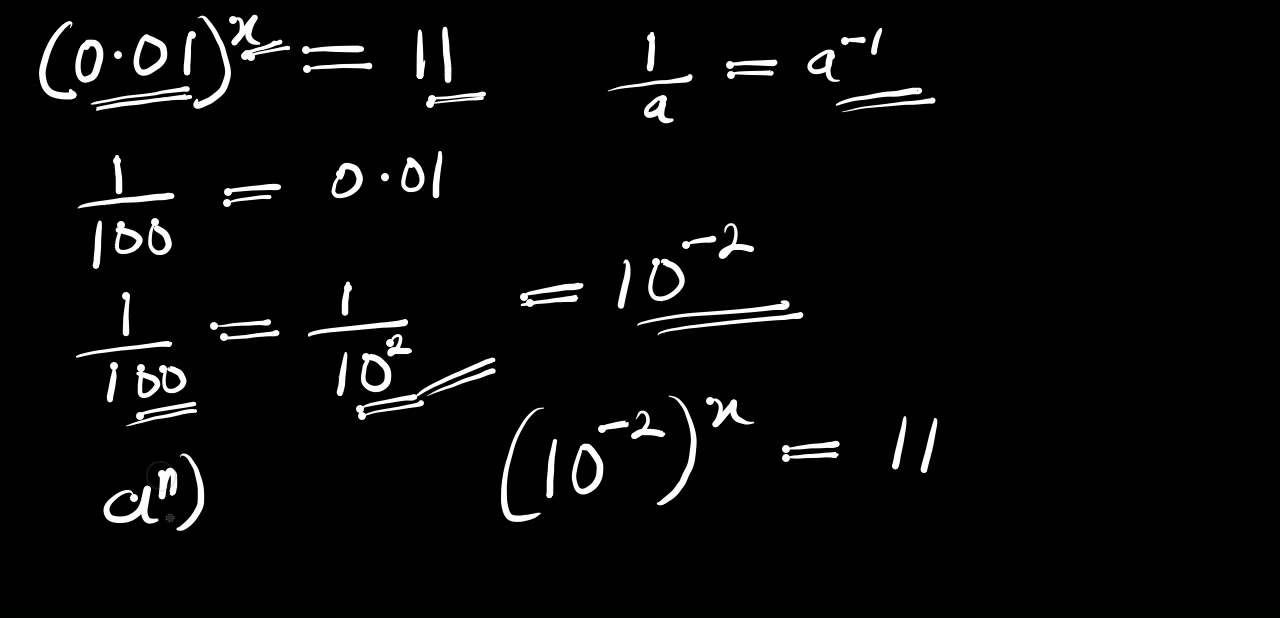 (0.01)^x = 11
1/a = a^-1
1/100 = 0.01
1/100 = 1/10^2 = 10^-2
(10^-2)^x = 11
a^n)